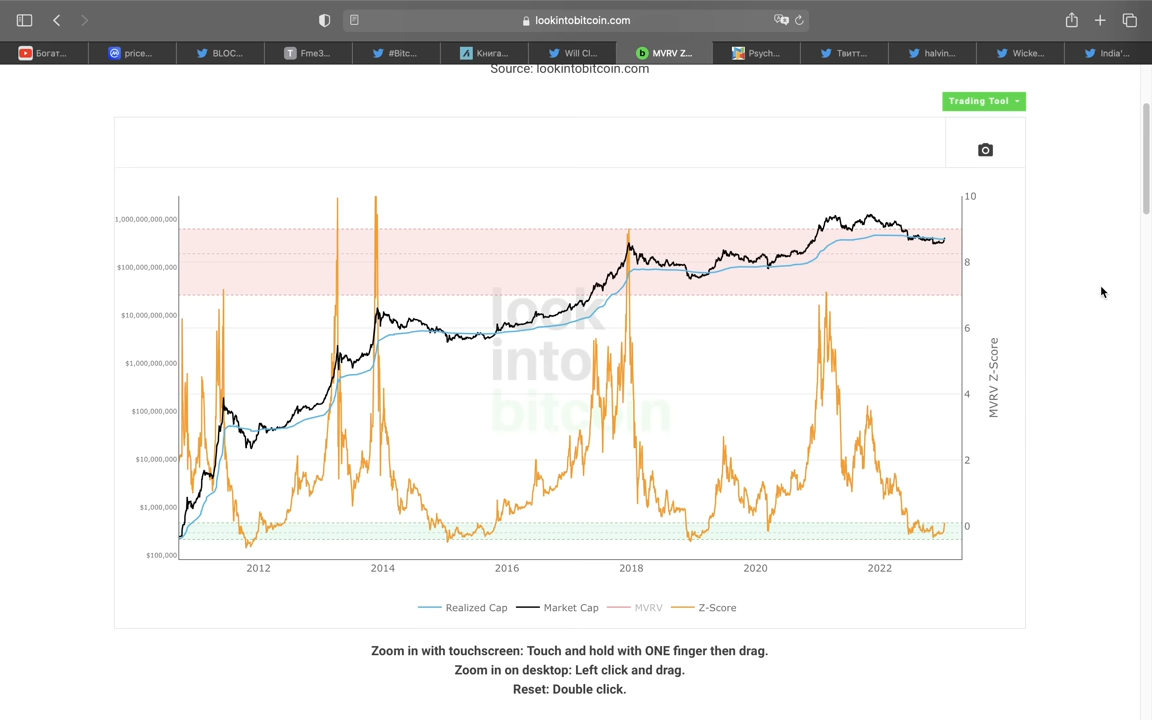 lookintobitcoin.com
Богат...
price...
BLOC...
Fme3...
#Bitc...
Книга...
Will Cl...
MVRV Z...
Psych...
Твитт...
halvin...
Wicke...
India'...
Source: lookintobitcoin.com
Trading Tool
1,000,000,000,000
$100,000,000,000
$10,000,000,000
$1,000,000,000
$100,000,000
$10,000,000
$1,000,000
$100,000
10
8
6
4
2
0
MVRV Z-Score
look
into
bitcoin
2012
2014
2016
2018
2020
2022
Realized Cap
Market Cap
MVRV
Z-Score
Zoom in with touchscreen: Touch and hold with ONE finger then drag.
Zoom in on desktop: Left click and drag.
Reset: Double click.